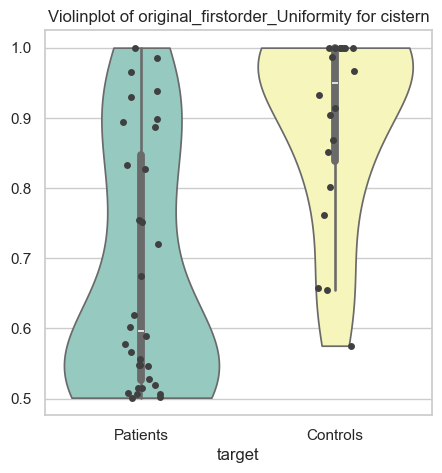 Violinplot of original_firstorder_Uniformity for cistern
1.0
0.9
0.8
0.7
0.6
0.5
Patients Controls
target